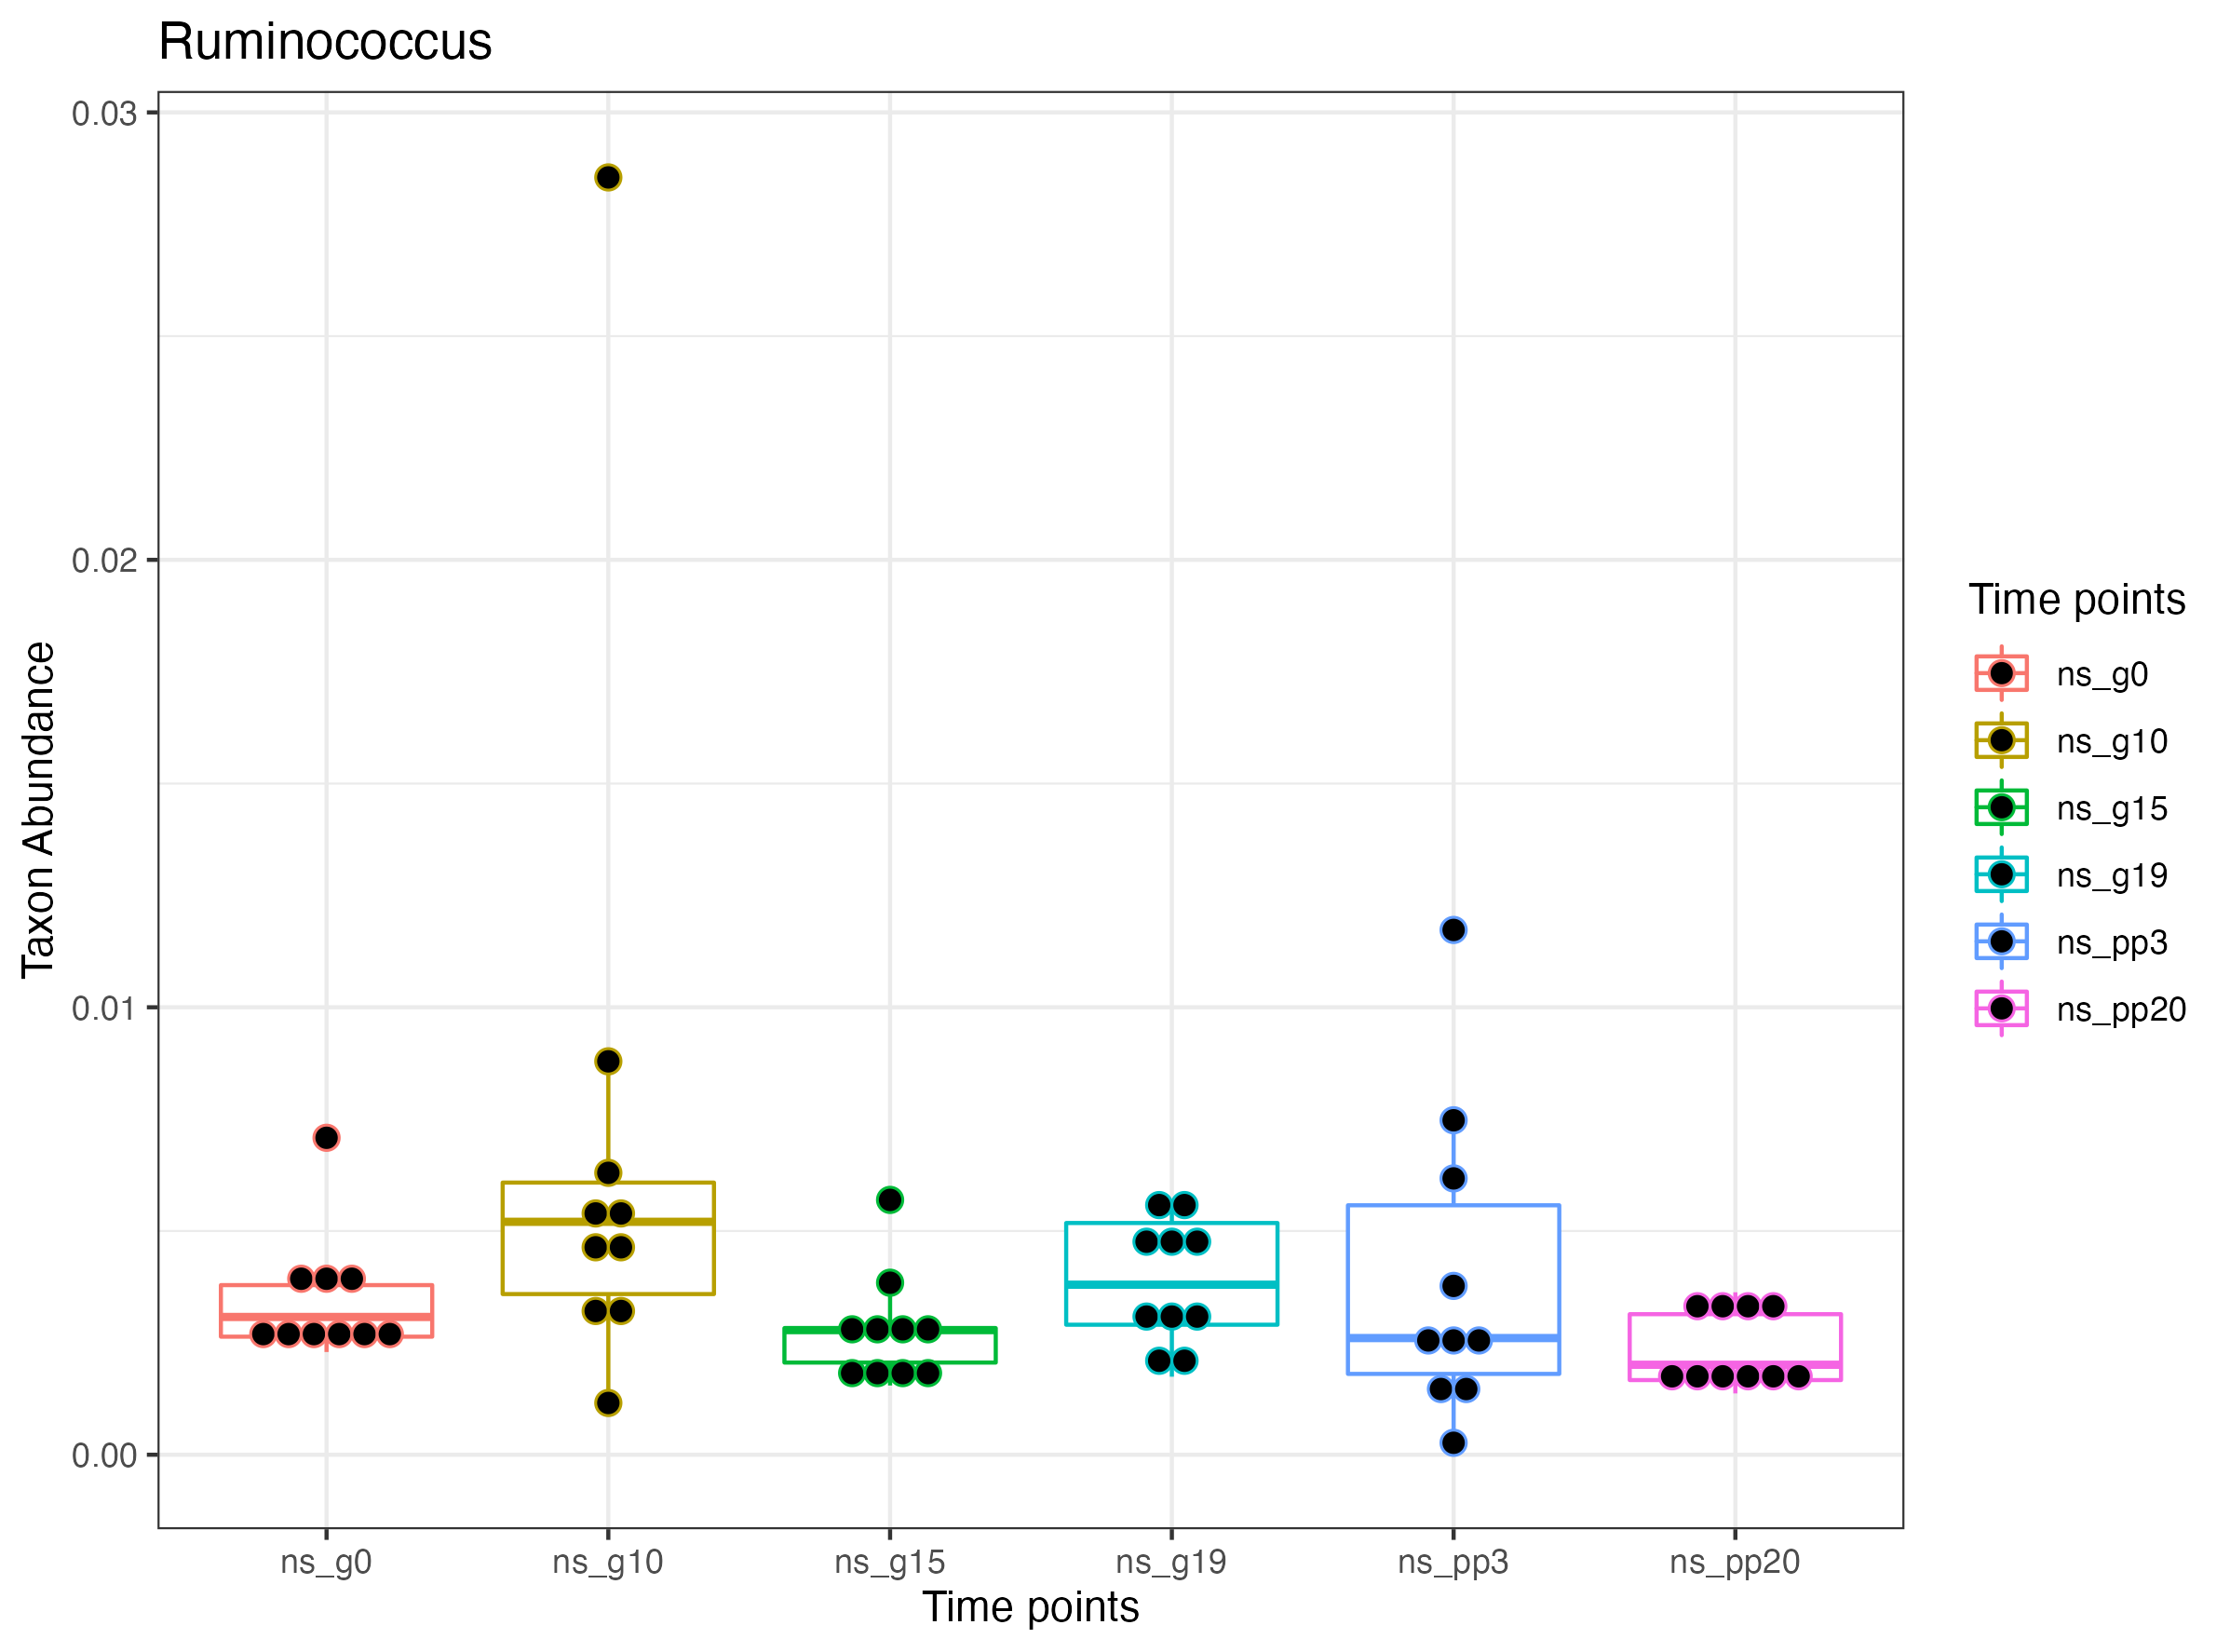 Ruminococcus
0.03
0.02
0.01
0.00
Taxon Abundance
ns_g0
ns_g10
ns_g15
ns_g19
ns_pp3
ns_pp20
Time points
Time points
ns_g0
ns_g10
ns_g15
ns_g19
ns_pp3
ns_pp20